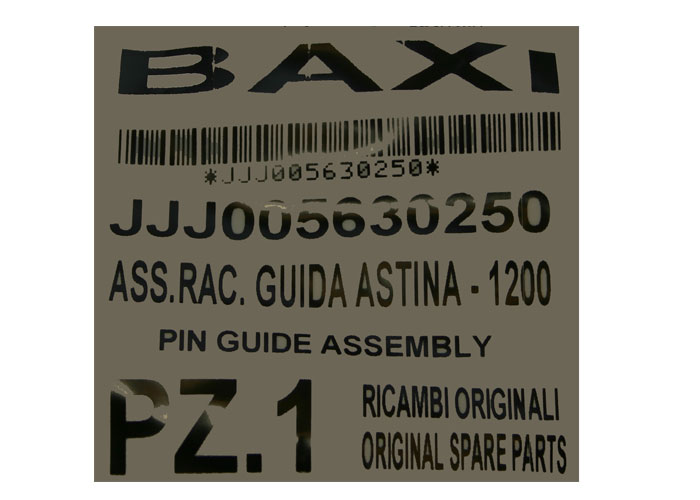 BAXI
*JJJ005630250*
JJJ005630250
ASS.RAC. GUIDA ASTINA - 1200
PIN GUIDE ASSEMBLY
PZ.1
RICAMBI ORIGINALI
ORIGINAL SPARE PARTS